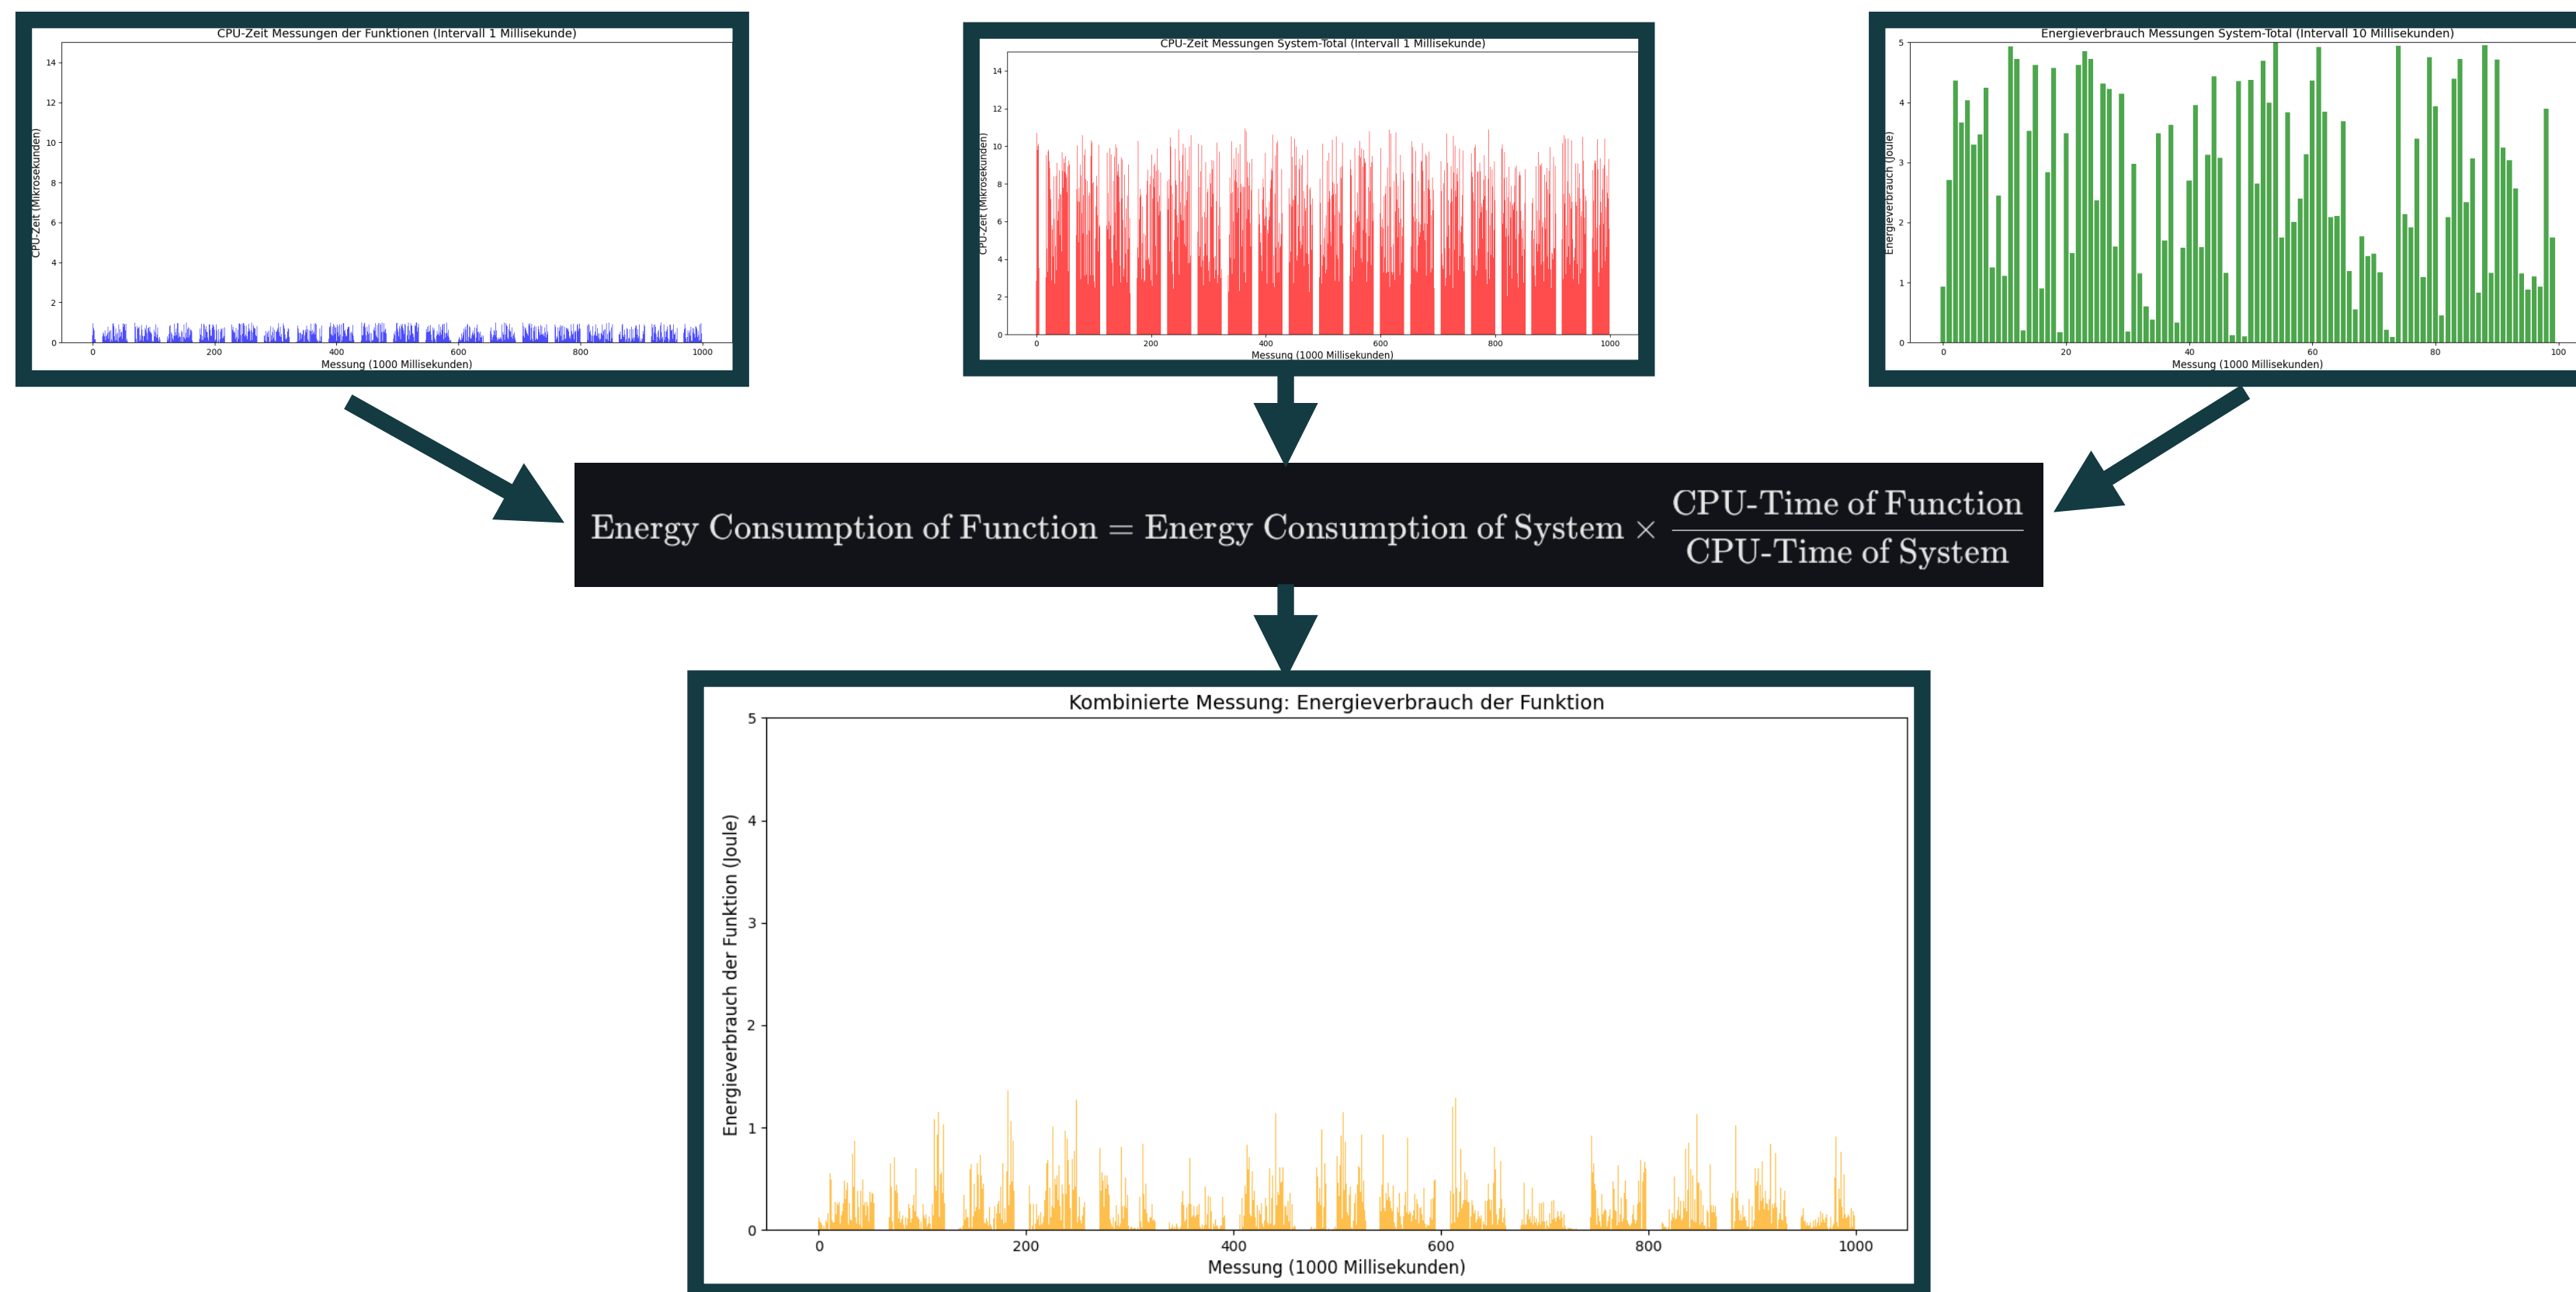 CPU-Zeit Messungen der Funktionen (Intervall 1 Millisekunde)
14
12
10
8
6
4
2
0
CPU-Zeit (Mikrosekunden)
0 200 400 600 800 1000
Messung (1000 Millisekunden)
CPU-Zeit Messungen System-Total (Intervall 1 Millisekunde)
14
12
10
8
6
4
2
0
CPU-Zeit (Mikrosekunden)
0 200 400 600 800 1000
Messung (1000 Millisekunden)
Energieverbrauch Messungen System-Total (Intervall 10 Millisekunden)
5
4
3
2
1
0
Energieverbrauch (Joule)
0 20 40 60 80 100
Messung (1000 Millisekunden)
Energy Consumption of Function = Energy Consumption of System × CPU-Time of Function
CPU-Time of System
Kombinierte Messung: Energieverbrauch der Funktion
5
4
3
2
1
0
Energieverbrauch der Funktion (Joule)
0 200 400 600 800 1000
Messung (1000 Millisekunden)